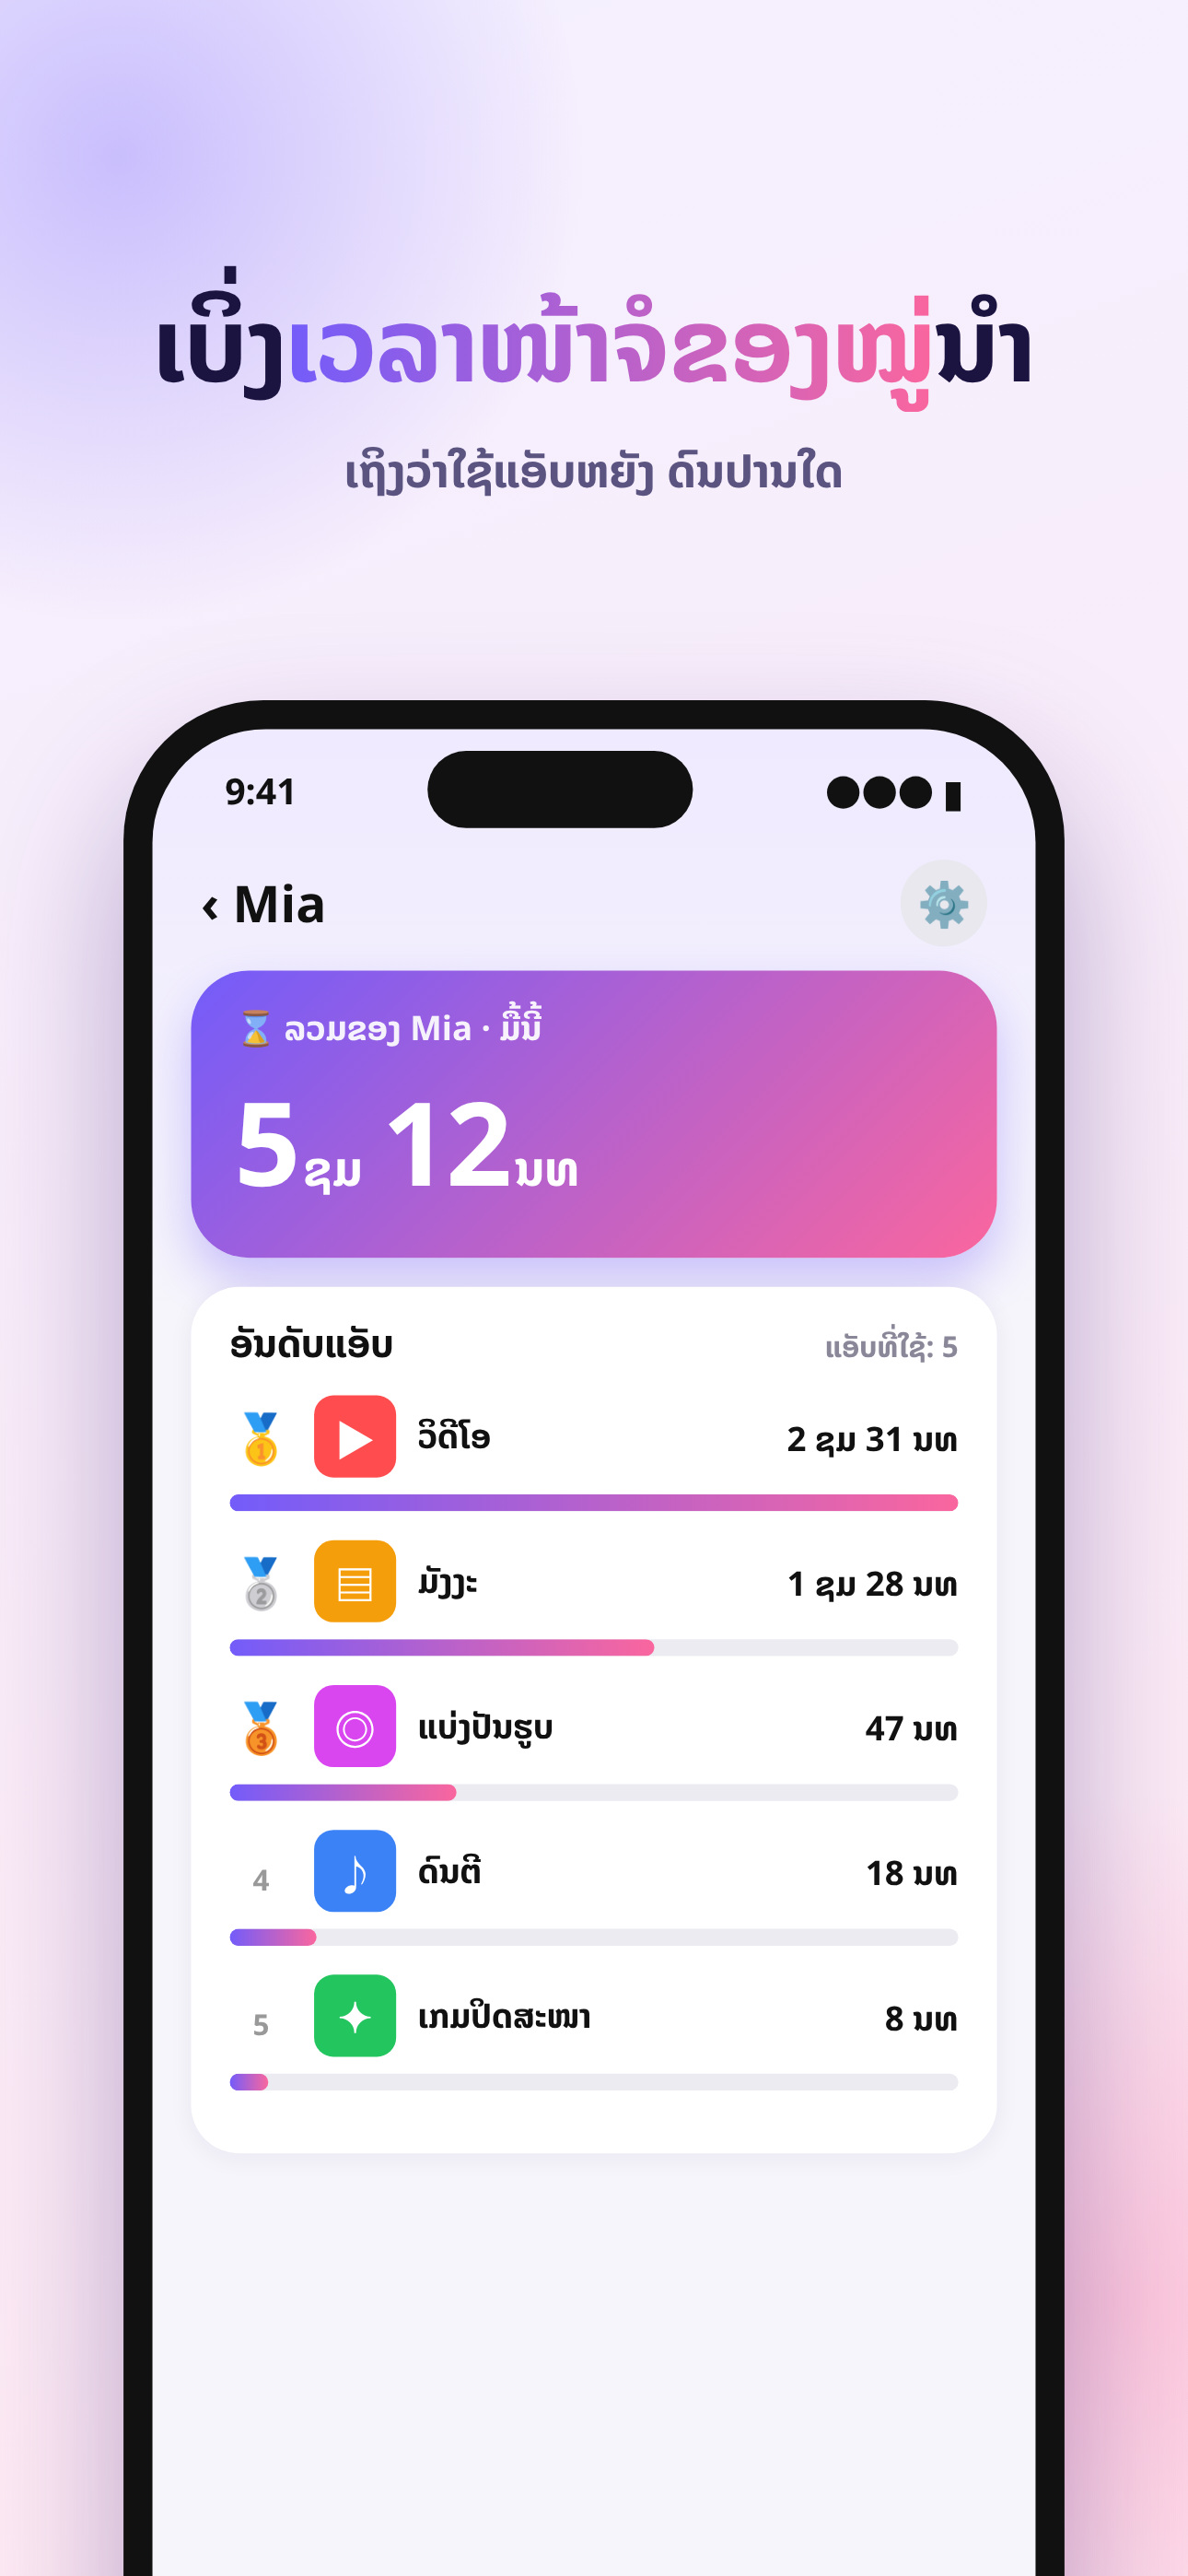 ເບິ່ງເວລາໜ້າຈໍຂອງໝູ່ນຳ
ເຖິງວ່າໃຊ້ແອັບຫຍັງ ດົນປານໃດ
9:41
‹ Mia
⌛ ລວມຂອງ Mia · ມື້ນີ້
5 ຊມ 12 ນທ
ອັນດັບແອັບ ແອັບທີ່ໃຊ້: 5
🥇 ວິດີໂອ 2 ຊມ 31 ນທ
🥈 ມັງງະ 1 ຊມ 28 ນທ
🥉 ແບ່ງປັນຮູບ 47 ນທ
4 ດົນຕີ 18 ນທ
5 ເກມປິດສະໜາ 8 ນທ